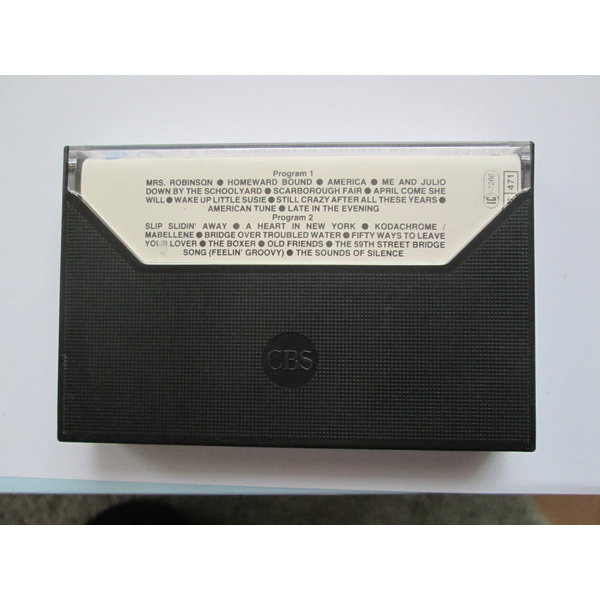 Program 1
MRS. ROBINSON ● HOMEWARD BOUND ● AMERICA ● ME AND JULIO
DOWN BY THE SCHOOLYARD ● SCARBOROUGH FAIR ● APRIL COME SHE
WILL ● WAKE UP LITTLE SUSIE ● STILL CRAZY AFTER ALL THESE YEARS ●
AMERICAN TUNE ● LATE IN THE EVENING
Program 2
SLIP SLIDIN' AWAY ● A HEART IN NEW YORK ● KODACHROME /
MABELLENE ● BRIDGE OVER TROUBLED WATER ● FIFTY WAYS TO LEAVE
YOUR LOVER ● THE BOXER ● OLD FRIENDS ● THE 59TH STREET BRIDGE
SONG (FEELIN' GROOVY) ● THE SOUNDS OF SILENCE
LC
471
CBS